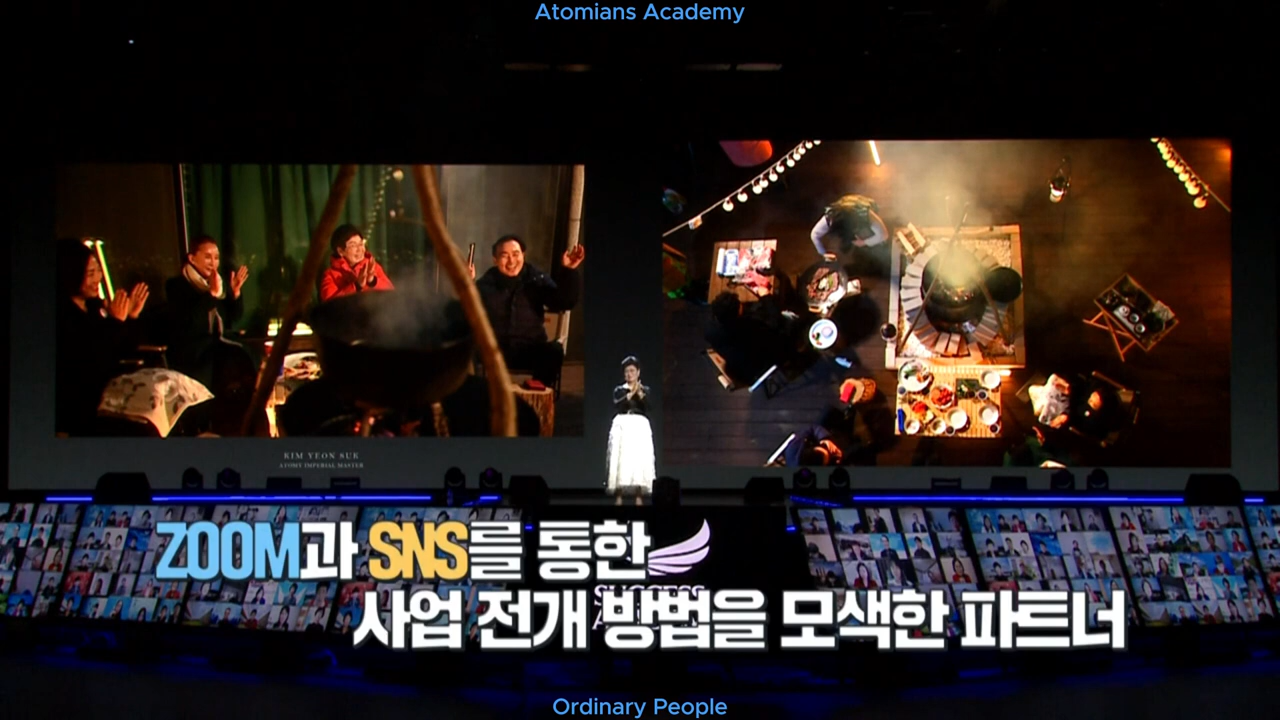 Atomians Academy
KIM YEON SUK
ATOMY IMPERIAL MASTER
ZOOM과 SNS를 통한
SUCCESS
사업 전개 방법을 모색한 파트너
Ordinary People